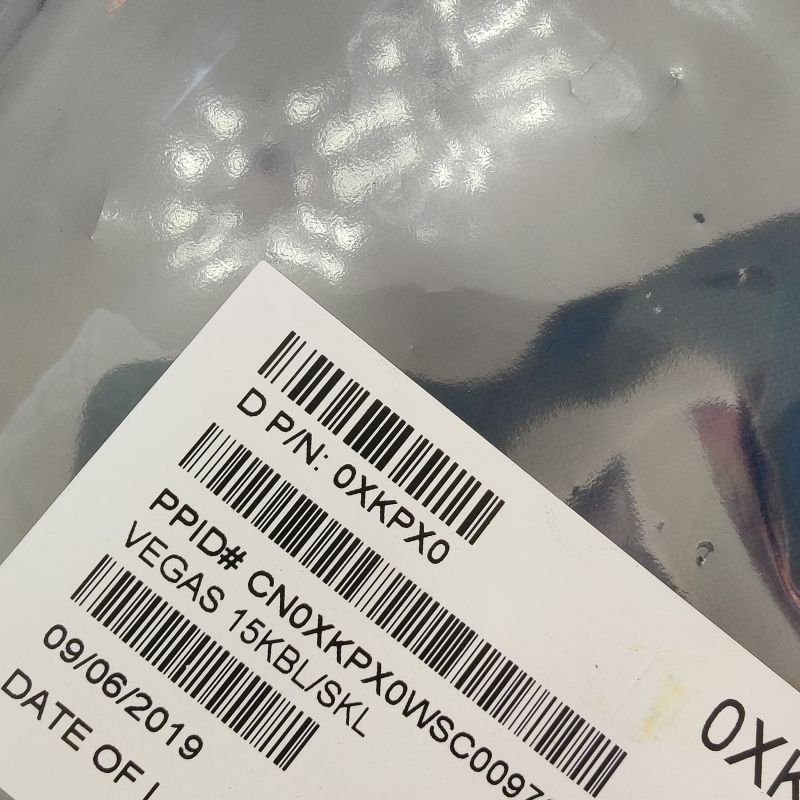 D P/N: 0XKPX0
PPID# CN0XKPX0WSC0097
VEGAS 15KBL/SKL
09/06/2019
DATE OF
0XK